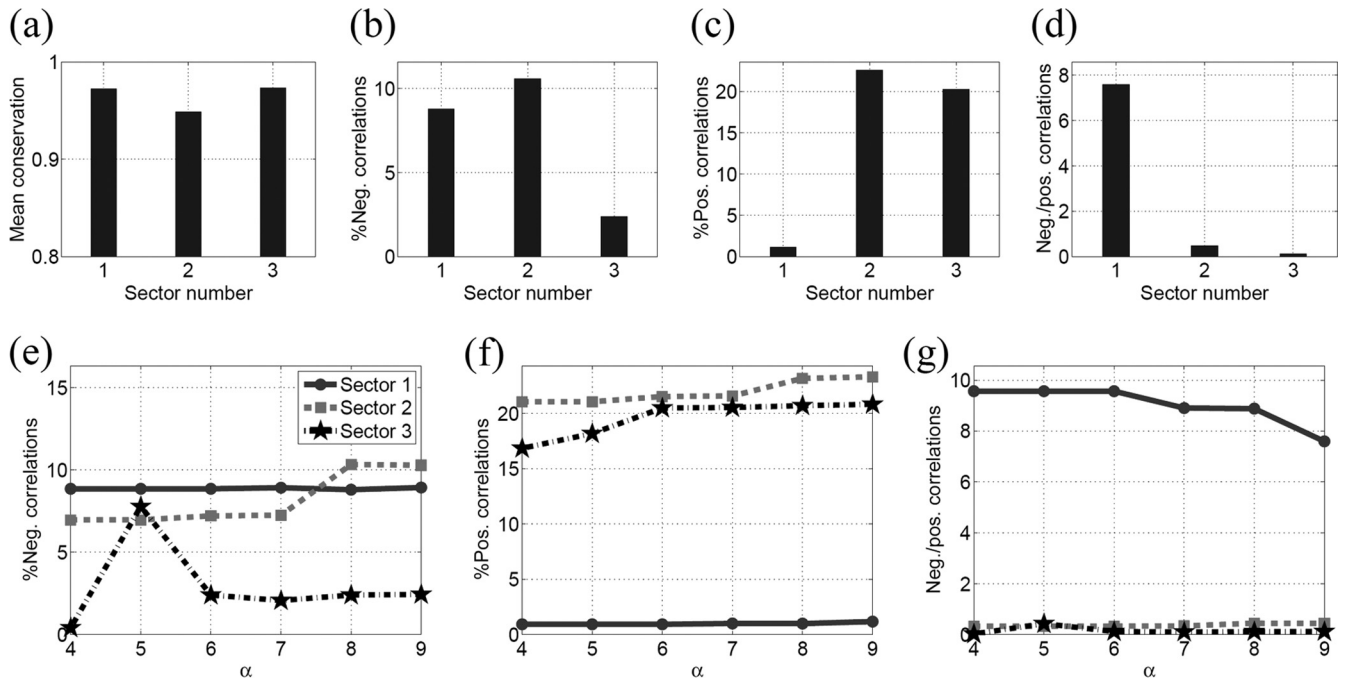 (a)
(b)
(c)
(d)
Mean conservation
1
0.9
0.8
1 2 3
Sector number
%Neg. correlations
10
5
0
1 2 3
Sector number
%Pos. correlations
20
15
10
5
0
1 2 3
Sector number
Neg./pos. correlations
8
6
4
2
0
1 2 3
Sector number
(e)
(f)
(g)
%Neg. correlations
15
10
5
0
4 5 6 7 8 9
α
Sector 1
Sector 2
Sector 3
%Pos. correlations
20
15
10
5
0
4 5 6 7 8 9
α
Neg./pos. correlations
10
8
6
4
2
0
4 5 6 7 8 9
α